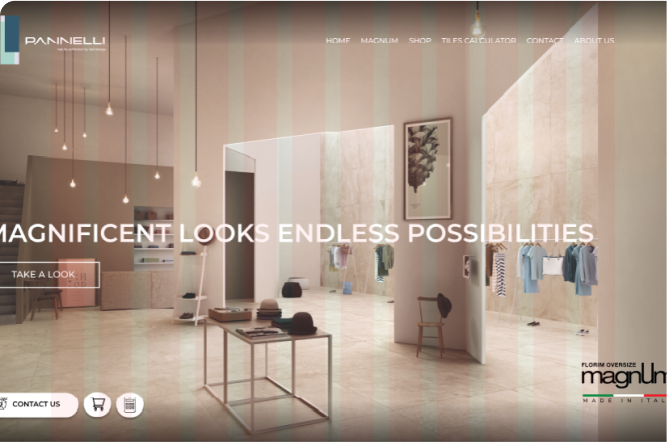 PANNELLI
HOME MAGNUM SHOP TILES CALCULATOR CONTACT ABOUT US
MAGNIFICENT LOOKS ENDLESS POSSIBILITIES
TAKE A LOOK
CONTACT US
FLORIM OVERSIZE
magnum
MADE IN ITAL